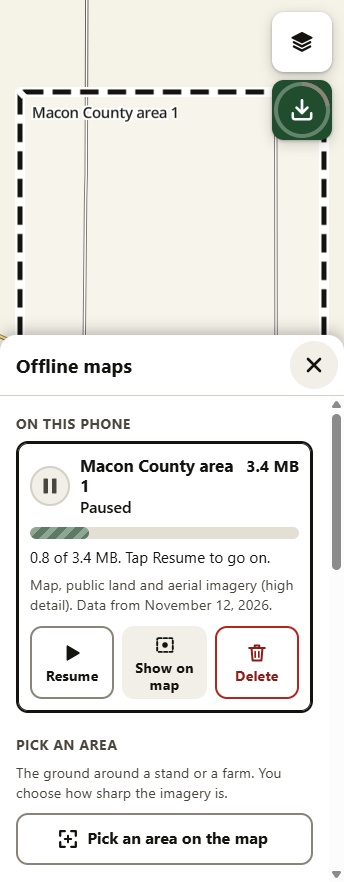 Macon County area 1
Offline maps
ON THIS PHONE
Macon County area 3.4 MB
1
Paused
0.8 of 3.4 MB. Tap Resume to go on.
Map, public land and aerial imagery (high
detail). Data from November 12, 2026.
Resume
Show on
map
Delete
PICK AN AREA
The ground around a stand or a farm. You
choose how sharp the imagery is.
Pick an area on the map